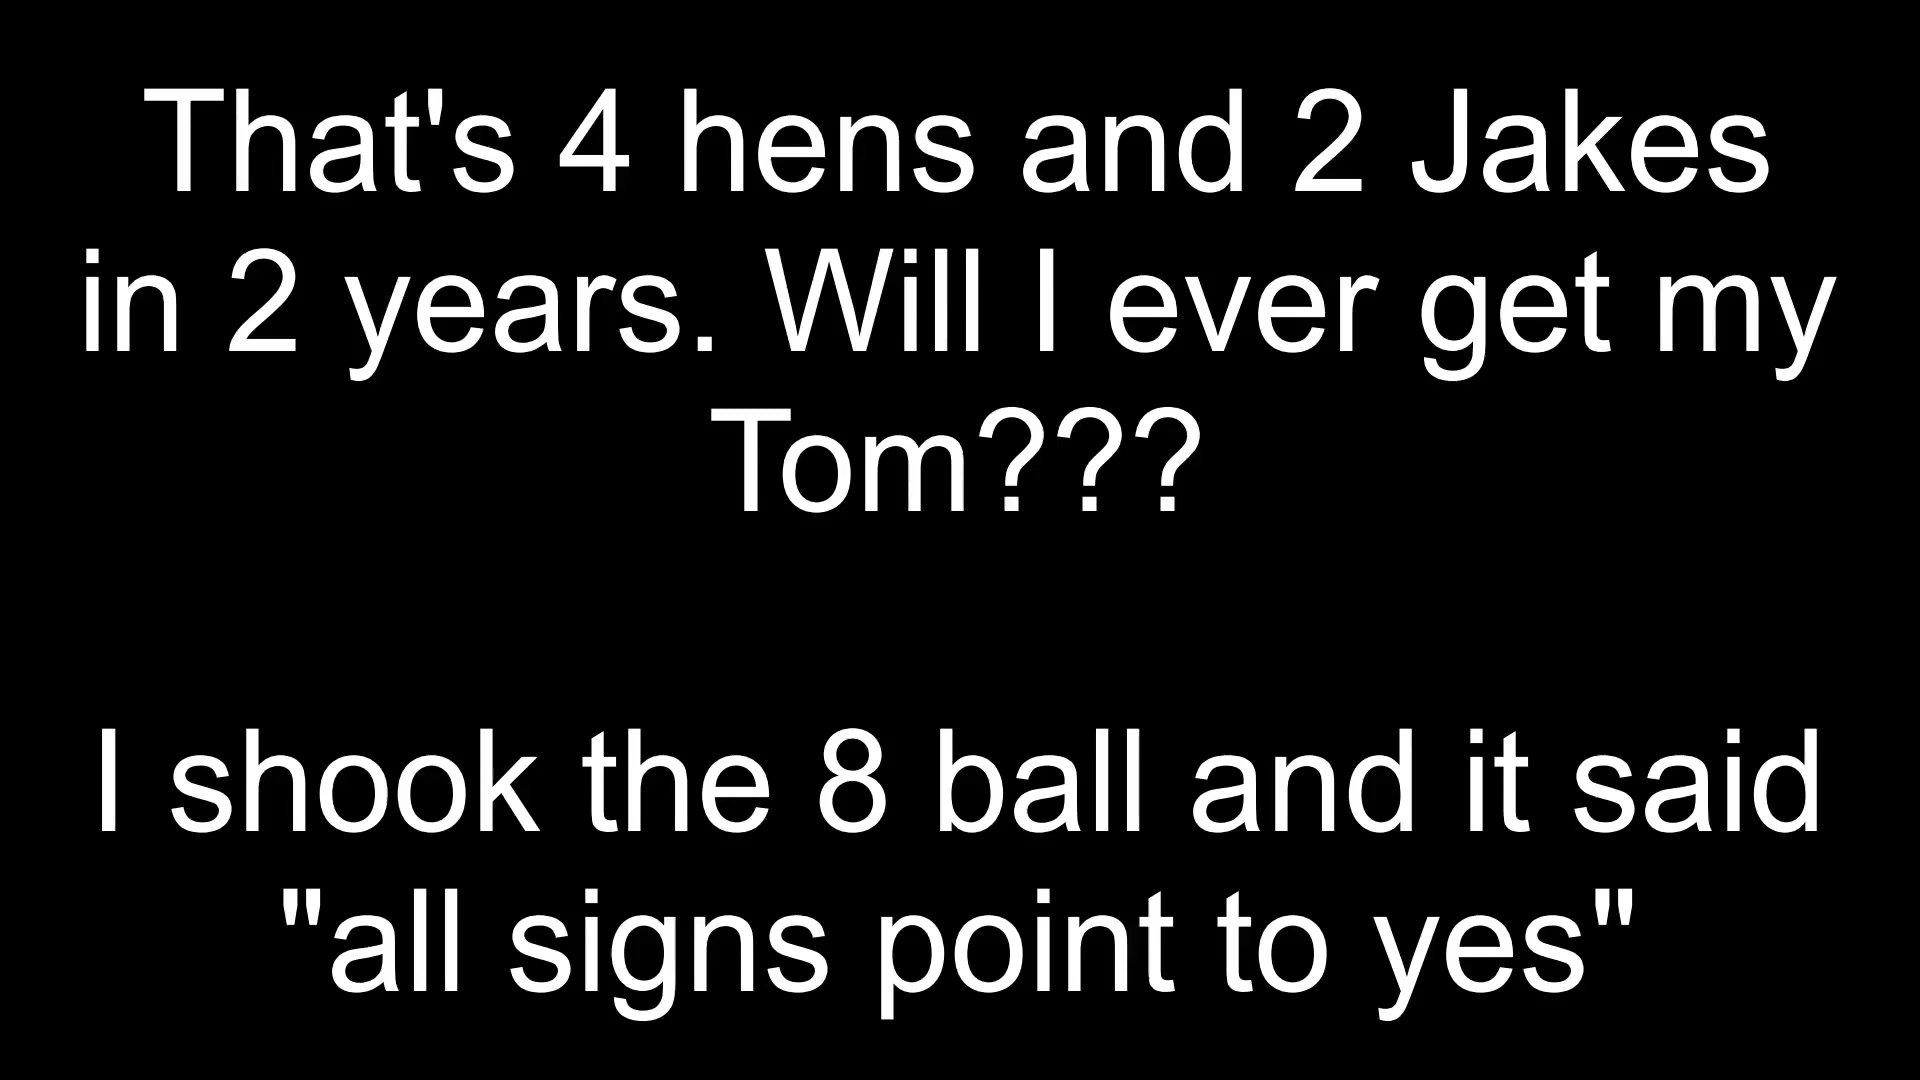 That's 4 hens and 2 Jakes
in 2 years. Will I ever get my
Tom???
I shook the 8 ball and it said
"all signs point to yes"